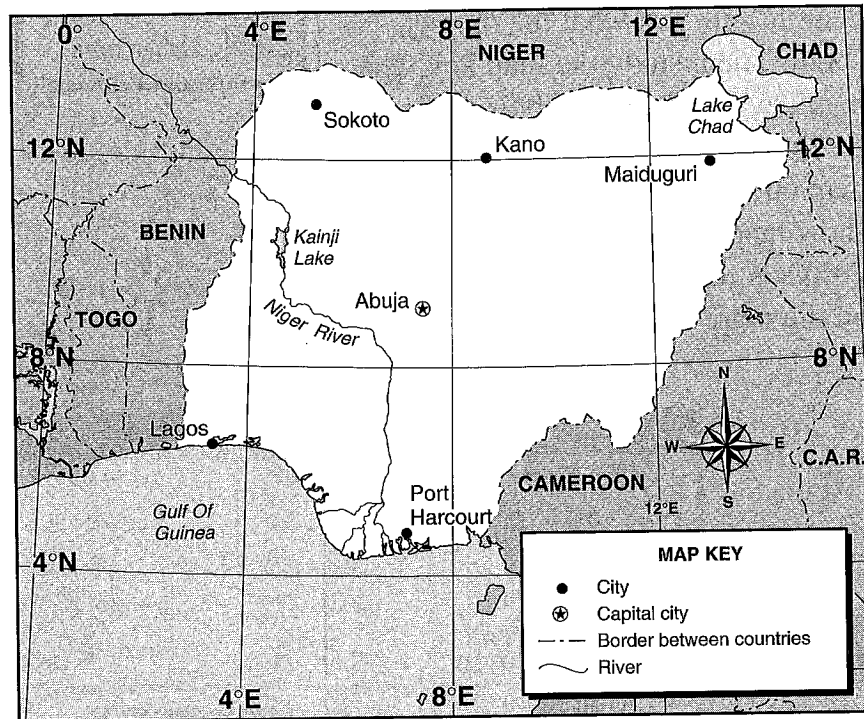 0°
4°E
8°E
12°E
NIGER
CHAD
Sokoto
Lake
Chad
12°N
Kano
12°N
Maiduguri
BENIN
Kainji
Lake
Abuja
Niger River
TOGO
8°N
8°N
N
W
E
S
Lagos
C.A.R.
CAMEROON
Port
Harcourt
12°E
Gulf Of
Guinea
4°N
MAP KEY
City
Capital city
Border between countries
River
4°E
8°E